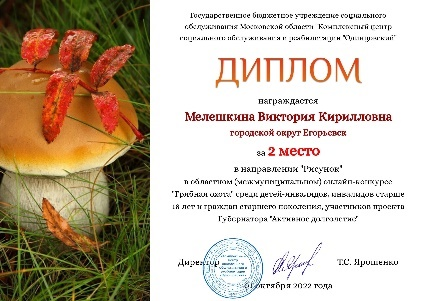 Государственное бюджетное учреждение социального
обслуживания Московской области "Комплексный центр
социального обслуживания и реабилитации "Одинцовский"
ДИПЛОМ
награждается
Мелешкина Виктория Кирилловна
городской округ Егорьевск
за 2 место
в направлении "Рисунок"
в областном (межмуниципальном) онлайн-конкурсе
"Грибная охота" среди детей-инвалидов, инвалидов старше
18 лет и граждан старшего поколения, участников проекта
Губернатора "Активное долголетие"
Директор Т.С. Ярошенко
октября 2022 года